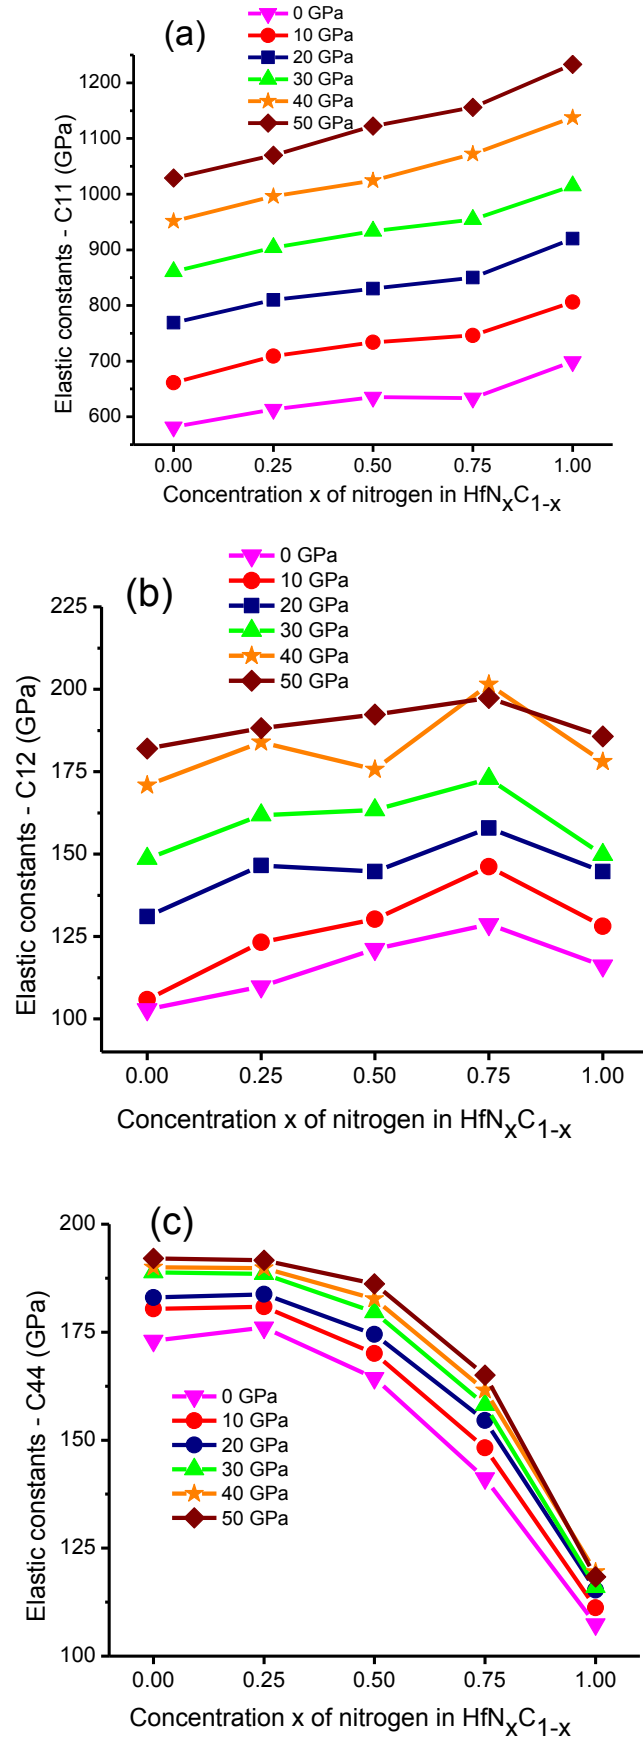 (a)
0 GPa
10 GPa
20 GPa
30 GPa
40 GPa
50 GPa
Elastic constants - C11 (GPa)
1200
1100
1000
900
800
700
600
0.00 0.25 0.50 0.75 1.00
Concentration x of nitrogen in HfNxC1-x
(b)
0 GPa
10 GPa
20 GPa
30 GPa
40 GPa
50 GPa
Elastic constants - C12 (GPa)
225
200
175
150
125
100
0.00 0.25 0.50 0.75 1.00
Concentration x of nitrogen in HfNxC1-x
(c)
Elastic constants - C44 (GPa)
200
175
150
125
100
0 GPa
10 GPa
20 GPa
30 GPa
40 GPa
50 GPa
0.00 0.25 0.50 0.75 1.00
Concentration x of nitrogen in HfNxC1-x